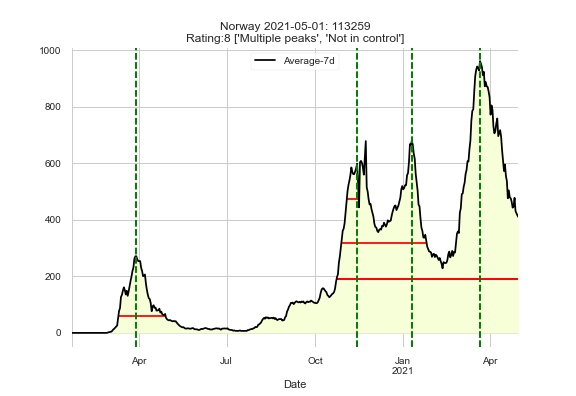 Norway 2021-05-01: 113259
Rating:8 ['Multiple peaks', 'Not in control']
Average-7d
1000
800
600
400
200
0
Apr
Jul
Oct
Jan
2021
Apr
Date